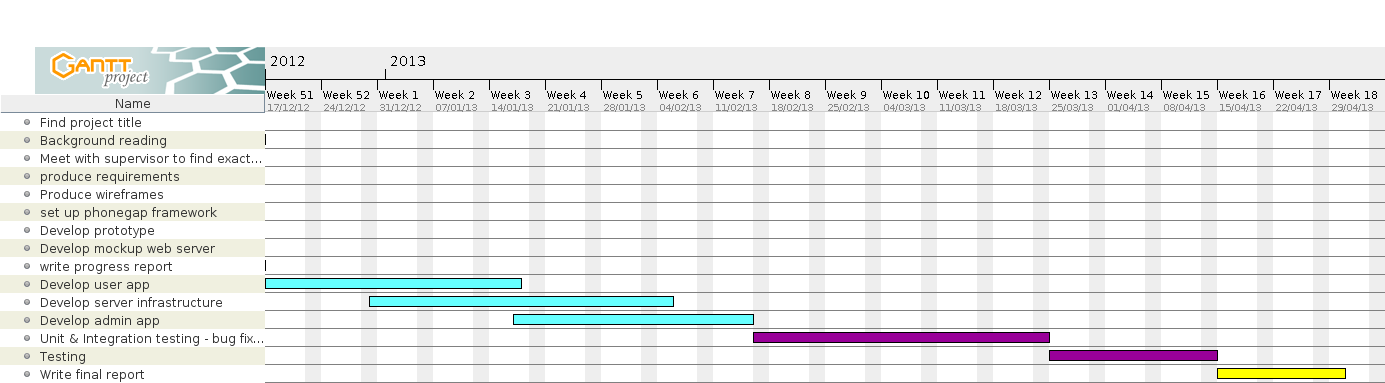 GANTT
project
2012 2013
Week 51 Week 52 Week 1 Week 2 Week 3 Week 4 Week 5 Week 6 Week 7 Week 8 Week 9 Week 10 Week 11 Week 12 Week 13 Week 14 Week 15 Week 16 Week 17 Week 18
Name
17/12/12 24/12/12 31/12/12 07/01/13 14/01/13 21/01/13 28/01/13 04/02/13 11/02/13 18/02/13 25/02/13 04/03/13 11/03/13 18/03/13 25/03/13 01/04/13 08/04/13 15/04/13 22/04/13 29/04/13
Find project title
Background reading
Meet with supervisor to find exact...
produce requirements
Produce wireframes
set up phonegap framework
Develop prototype
Develop mockup web server
write progress report
Develop user app
Develop server infrastructure
Develop admin app
Unit & Integration testing - bug fix...
Testing
Write final report